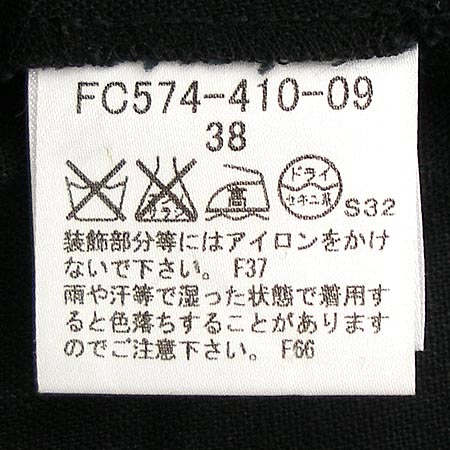 FC574-410-09
38
高
ドライ
セキユ系
S32
装飾部分等にはアイロンをかけ
ないで下さい。 F37
雨や汗等で湿った状態で着用す
ると色落ちすることがあります
のでご注意下さい。 F66